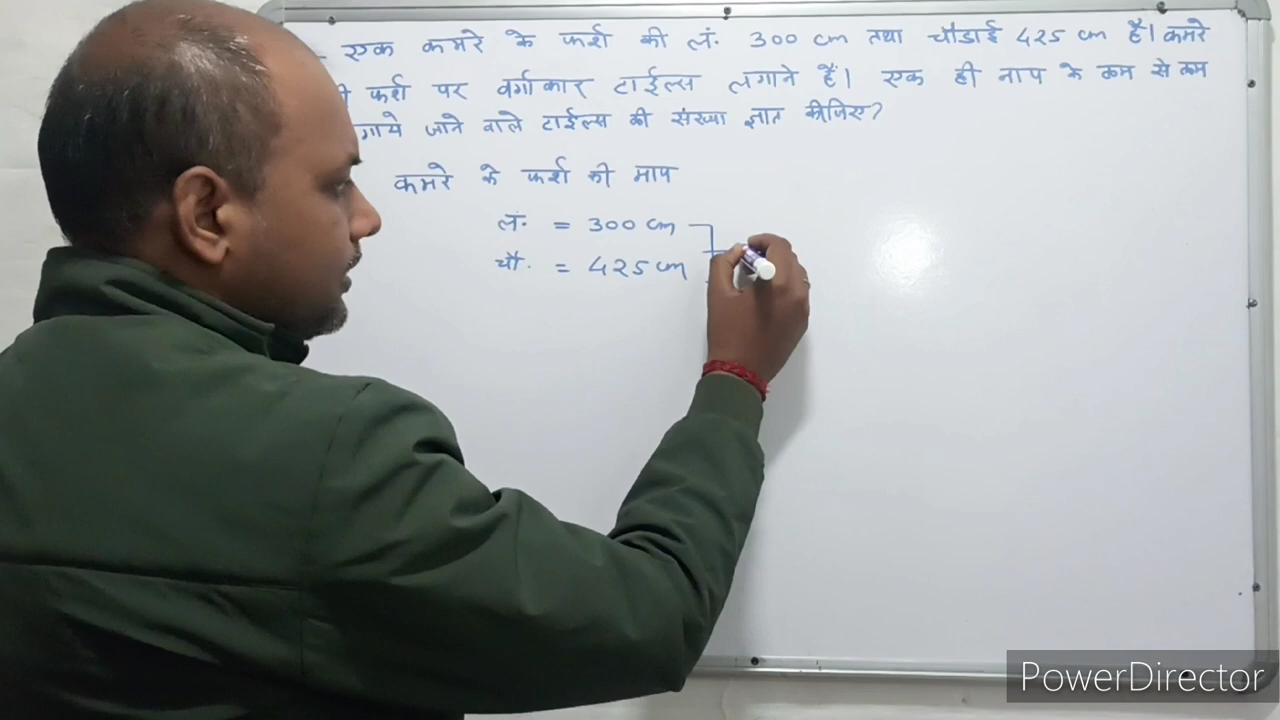 एक कमरे के फर्श की लं. 300 cm तथा चौडाई 425 cm है। कमरे
फर्श पर वर्गाकार टाईल्स लगाने हैं। एक ही नाप के कम से कम
जाने वाले टाईल्स की संख्या ज्ञात कीजिए?
कमरे के फर्श की माप
लं. = 300 cm
चौ. = 425 cm
PowerDirector